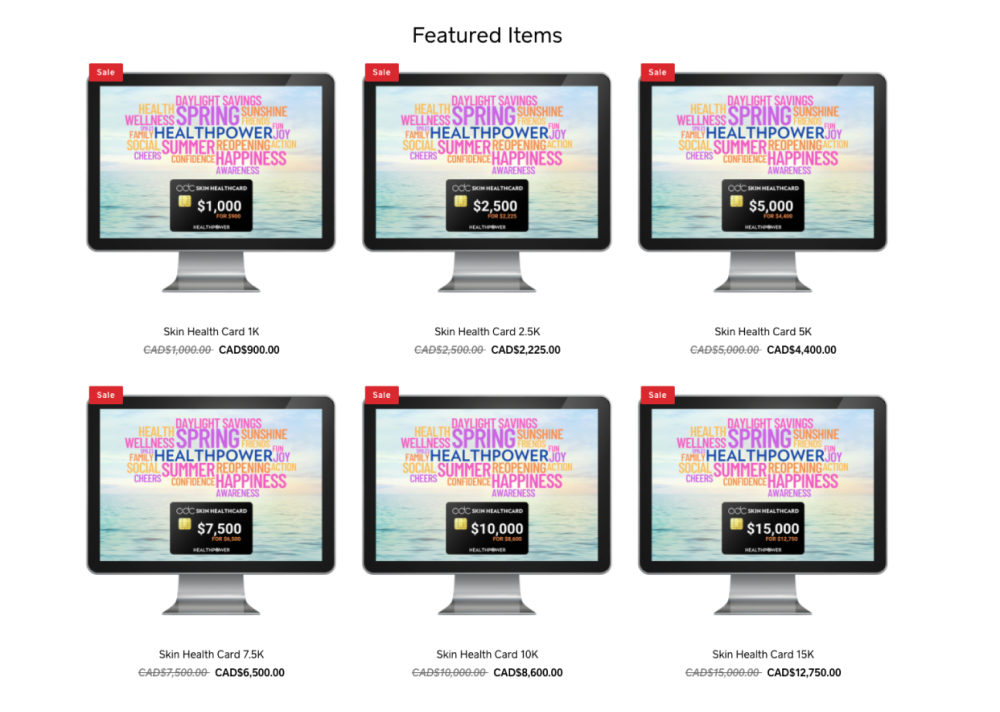 Featured Items
Sale
DAYLIGHT SAVINGS
HEALTH SPRING SUNSHINE
WELLNESS FRIENDS
FUN
FAMILY HEALTHPOWER JOY
SOCIAL SUMMER REOPENING ACTION
CHEERS CONFIDENCE HAPPINESS
AWARENESS
odc SKIN HEALTHCARD
$1,000
FOR $900
HEALTHPOWER
Sale
DAYLIGHT SAVINGS
HEALTH SPRING SUNSHINE
WELLNESS FRIENDS
FUN
FAMILY HEALTHPOWER JOY
SOCIAL SUMMER REOPENING ACTION
CHEERS CONFIDENCE HAPPINESS
AWARENESS
odc SKIN HEALTHCARD
$2,500
FOR $2,225
HEALTHPOWER
Sale
DAYLIGHT SAVINGS
HEALTH SPRING SUNSHINE
WELLNESS FRIENDS
FUN
FAMILY HEALTHPOWER JOY
SOCIAL SUMMER REOPENING ACTION
CHEERS CONFIDENCE HAPPINESS
AWARENESS
odc SKIN HEALTHCARD
$5,000
FOR $4,400
HEALTHPOWER
Skin Health Card 1K
CAD$1,000.00 CAD$900.00
Skin Health Card 2.5K
CAD$2,500.00 CAD$2,225.00
Skin Health Card 5K
CAD$5,000.00 CAD$4,400.00
Sale
DAYLIGHT SAVINGS
HEALTH SPRING SUNSHINE
WELLNESS FRIENDS
FUN
FAMILY HEALTHPOWER JOY
SOCIAL SUMMER REOPENING ACTION
CHEERS CONFIDENCE HAPPINESS
AWARENESS
odc SKIN HEALTHCARD
$7,500
FOR $6,500
HEALTHPOWER
Sale
DAYLIGHT SAVINGS
HEALTH SPRING SUNSHINE
WELLNESS FRIENDS
FUN
FAMILY HEALTHPOWER JOY
SOCIAL SUMMER REOPENING ACTION
CHEERS CONFIDENCE HAPPINESS
AWARENESS
odc SKIN HEALTHCARD
$10,000
FOR $8,600
HEALTHPOWER
Sale
DAYLIGHT SAVINGS
HEALTH SPRING SUNSHINE
WELLNESS FRIENDS
FUN
FAMILY HEALTHPOWER JOY
SOCIAL SUMMER REOPENING ACTION
CHEERS CONFIDENCE HAPPINESS
AWARENESS
odc SKIN HEALTHCARD
$15,000
FOR $12,750
HEALTHPOWER
Skin Health Card 7.5K
CAD$7,500.00 CAD$6,500.00
Skin Health Card 10K
CAD$10,000.00 CAD$8,600.00
Skin Health Card 15K
CAD$15,000.00 CAD$12,750.00